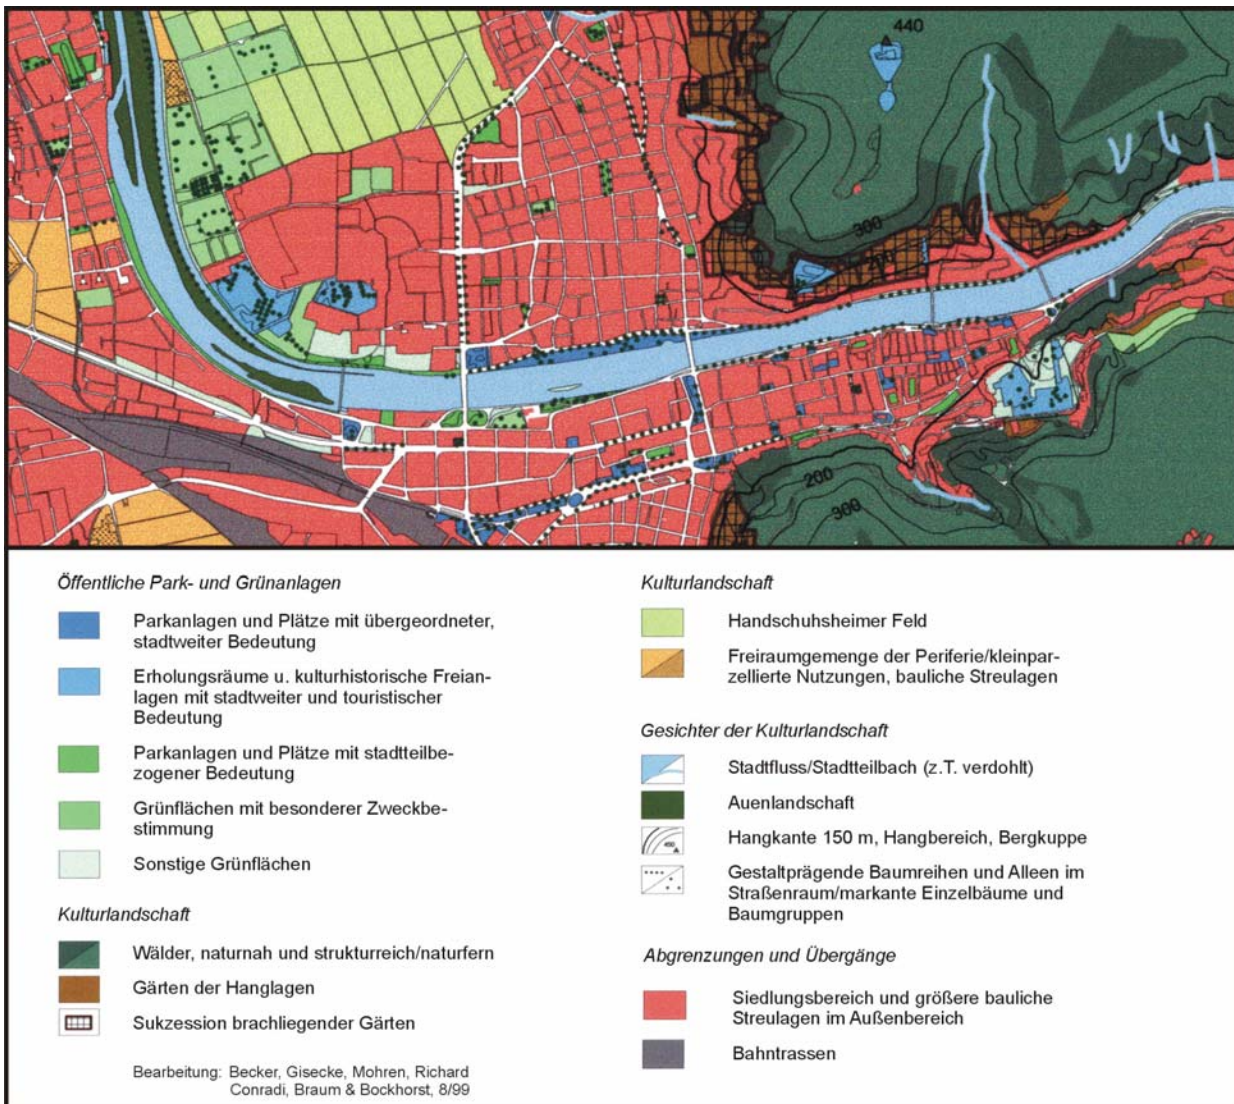 440
300
200
200
300
Öffentliche Park- und Grünanlagen
Parkanlagen und Plätze mit übergeordneter,
stadtweiter Bedeutung
Erholungsräume u. kulturhistorische Freian-
lagen mit stadtweiter und touristischer
Bedeutung
Parkanlagen und Plätze mit stadtteilbe-
zogener Bedeutung
Grünflächen mit besonderer Zweckbe-
stimmung
Sonstige Grünflächen
Kulturlandschaft
Wälder, naturnah und strukturreich/naturfern
Gärten der Hanglagen
Sukzession brachliegender Gärten
Bearbeitung: Becker, Gisecke, Mohren, Richard
Conradi, Braum & Bockhorst, 8/99
Kulturlandschaft
Handschuhsheimer Feld
Freiraumgemenge der Periferie/kleinpar-
zellierte Nutzungen, bauliche Streulagen
Gesichter der Kulturlandschaft
Stadtfluss/Stadtteilbach (z.T. verdohlt)
Auenlandschaft
Hangkante 150 m, Hangbereich, Bergkuppe
Gestaltprägende Baumreihen und Alleen im
Straßenraum/markante Einzelbäume und
Baumgruppen
Abgrenzungen und Übergänge
Siedlungsbereich und größere bauliche
Streulagen im Außenbereich
Bahntrassen